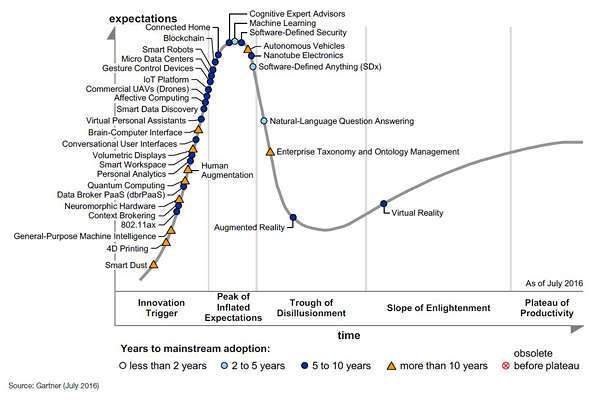 expectations
Connected Home
Blockchain
Smart Robots
Micro Data Centers
Gesture Control Devices
IoT Platform
Commercial UAVs (Drones)
Affective Computing
Smart Data Discovery
Virtual Personal Assistants
Brain-Computer Interface
Conversational User Interfaces
Volumetric Displays
Smart Workspace
Personal Analytics
Quantum Computing
Data Broker PaaS (dbrPaaS)
Neuromorphic Hardware
Context Brokering
802.11ax
General-Purpose Machine Intelligence
4D Printing
Smart Dust
Human
Augmentation
Cognitive Expert Advisors
Machine Learning
Software-Defined Security
Autonomous Vehicles
Nanotube Electronics
Software-Defined Anything (SDx)
Natural-Language Question Answering
Enterprise Taxonomy and Ontology Management
Augmented Reality
Virtual Reality
As of July 2016
Innovation
Trigger
Peak of
Inflated
Expectations
Trough of
Disillusionment
Slope of Enlightenment
Plateau of
Productivity
time
Years to mainstream adoption:
less than 2 years
2 to 5 years
5 to 10 years
more than 10 years
obsolete
before plateau
Source: Gartner (July 2016)